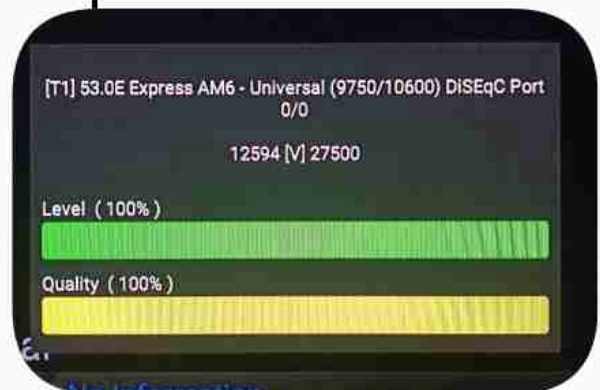 [T1] 53.0E Express AM6 - Universal (9750/10600) DiSEqC Port
0/0
12594 [V] 27500
Level ( 100% )
Quality ( 100% )